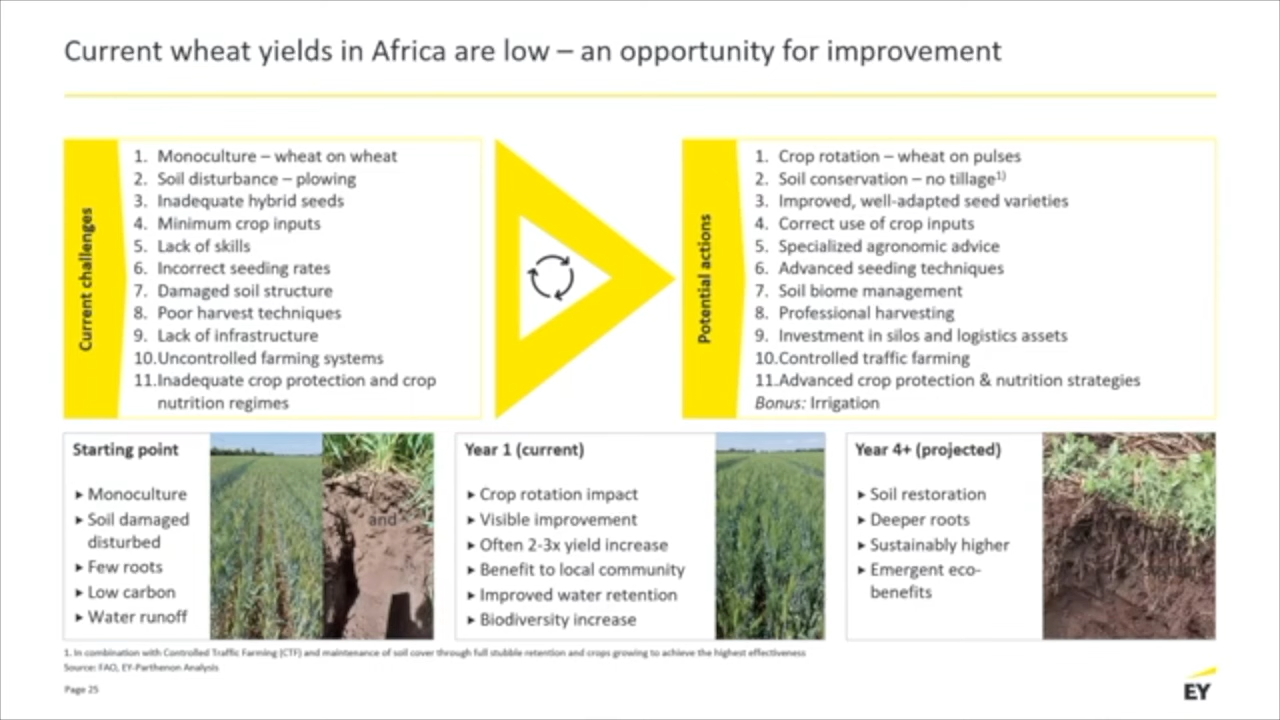 Current wheat yields in Africa are low – an opportunity for improvement
Current challenges
1. Monoculture – wheat on wheat
2. Soil disturbance – plowing
3. Inadequate hybrid seeds
4. Minimum crop inputs
5. Lack of skills
6. Incorrect seeding rates
7. Damaged soil structure
8. Poor harvest techniques
9. Lack of infrastructure
10.Uncontrolled farming systems
11.Inadequate crop protection and crop
nutrition regimes
Potential actions
1. Crop rotation – wheat on pulses
2. Soil conservation – no tillage1)
3. Improved, well-adapted seed varieties
4. Correct use of crop inputs
5. Specialized agronomic advice
6. Advanced seeding techniques
7. Soil biome management
8. Professional harvesting
9. Investment in silos and logistics assets
10.Controlled traffic farming
11.Advanced crop protection & nutrition strategies
Bonus: Irrigation
Starting point
▸ Monoculture
▸ Soil damaged and
disturbed
▸ Few roots
▸ Low carbon
▸ Water runoff
Year 1 (current)
▸ Crop rotation impact
▸ Visible improvement
▸ Often 2-3x yield increase
▸ Benefit to local community
▸ Improved water retention
▸ Biodiversity increase
Year 4+ (projected)
▸ Soil restoration
▸ Deeper roots
▸ Sustainably higher
▸ Emergent eco-
benefits
1. In combination with Controlled Traffic Farming (CTF) and maintenance of soil cover through full stubble retention and crops growing to achieve the highest effectiveness
Source: FAO, EY-Parthenon Analysis
Page 25
EY